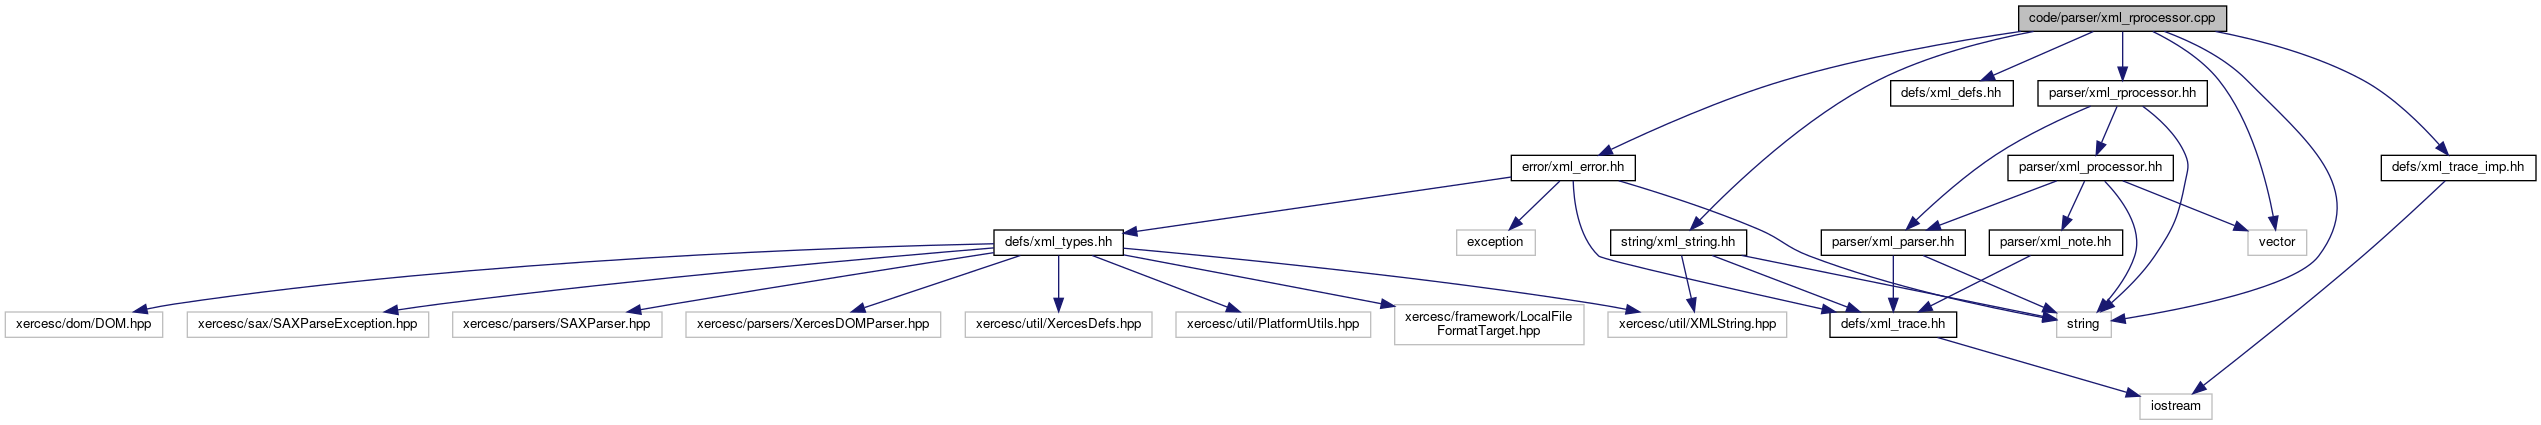 code/parser/xml_rprocessor.cpp
defs/xml_defs.hh
parser/xml_rprocessor.hh
error/xml_error.hh
parser/xml_processor.hh
defs/xml_trace_imp.hh
defs/xml_types.hh
exception
string/xml_string.hh
parser/xml_parser.hh
parser/xml_note.hh
vector
xercesc/dom/DOM.hpp
xercesc/sax/SAXParseException.hpp
xercesc/parsers/SAXParser.hpp
xercesc/parsers/XercesDOMParser.hpp
xercesc/util/XercesDefs.hpp
xercesc/util/PlatformUtils.hpp
xercesc/framework/LocalFile
FormatTarget.hpp
xercesc/util/XMLString.hpp
defs/xml_trace.hh
string
iostream